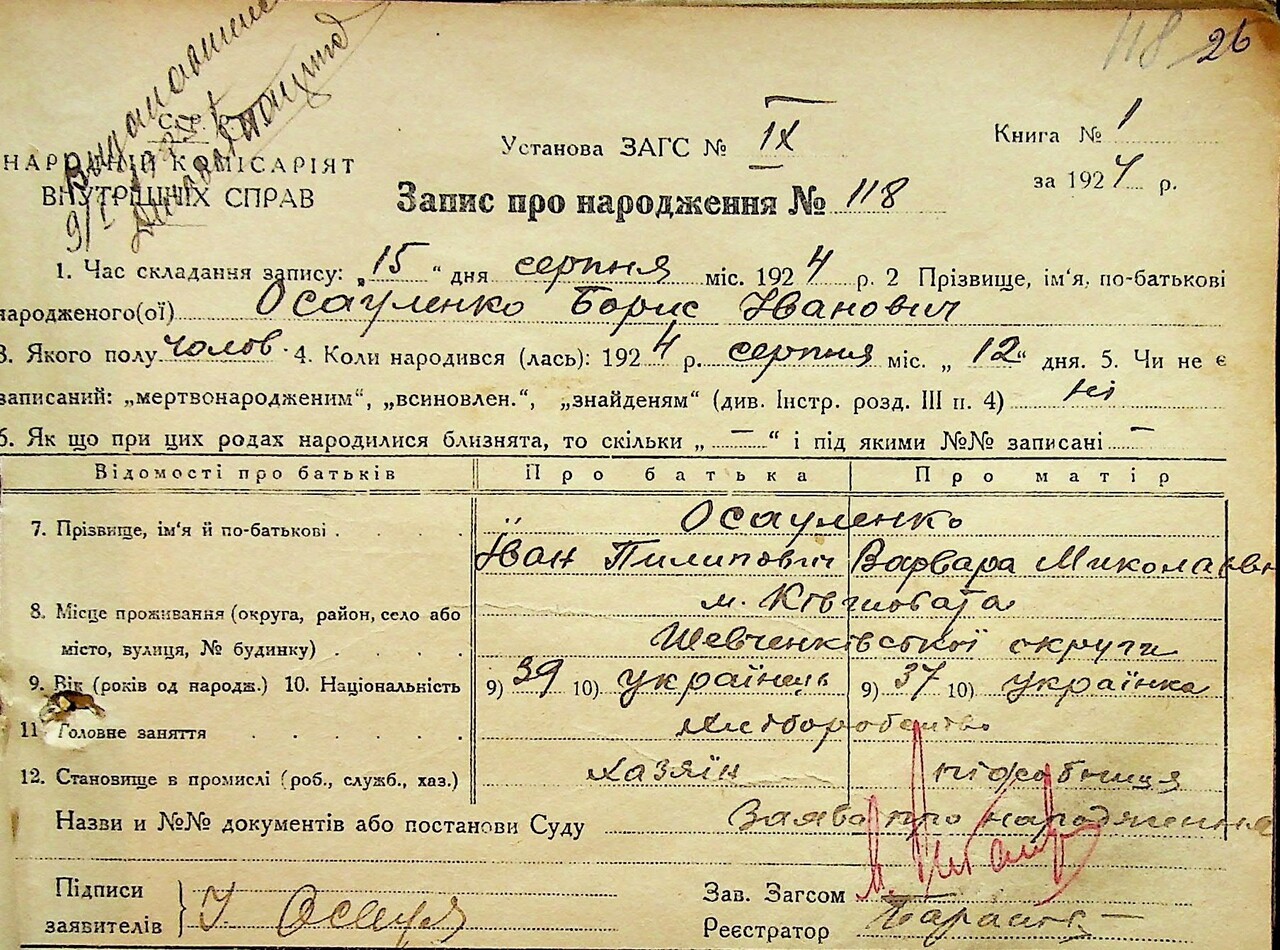 118 26
С.С.Р.
НАРОДНІЙ КОМІСАРІЯТ
ВНУТРІШНІХ СПРАВ
Установа ЗАГС № IX
Книга № 1
за 1924 р.
Запис про народження № 118
1. Час складання запису: „15" дня серпня міс. 1924 р. 2 Прізвище, ім'я, по-батькові
народженого(ої) Осауленко Борис Іванович
3. Якого полу чолов. 4. Коли народився (лась): 1924 р. серпня міс. „12" дня. 5. Чи не є
записаний: „мертвонародженим", „всиновлен.", „знайденям" (див. Інстр. розд. III п. 4) ні
6. Як що при цих родах народилися близнята, то скільки „—" і під якими №№ записані —
Відомості про батьків Про батька Про матір
7. Прізвище, ім'я й по-батькові Осауленко
Іван Пилипович Варвара Миколаєвн
8. Місце проживання (округа, район, село або м. Ківшовата
місто, вулиця, № будинку) Шевченківської округи
9. Вік (років од народж.) 10. Національність 9) 39 10) українець 9) 37 10) українка
11 Головне заняття хліборобство
12. Становище в промислі (роб., служб., хаз.) хазяїн підсобниця
Назви и №№ документів або постанови Суду Заява про народження
Підписи
заявителів І Осаул
Зав. Загсом
Реєстратор